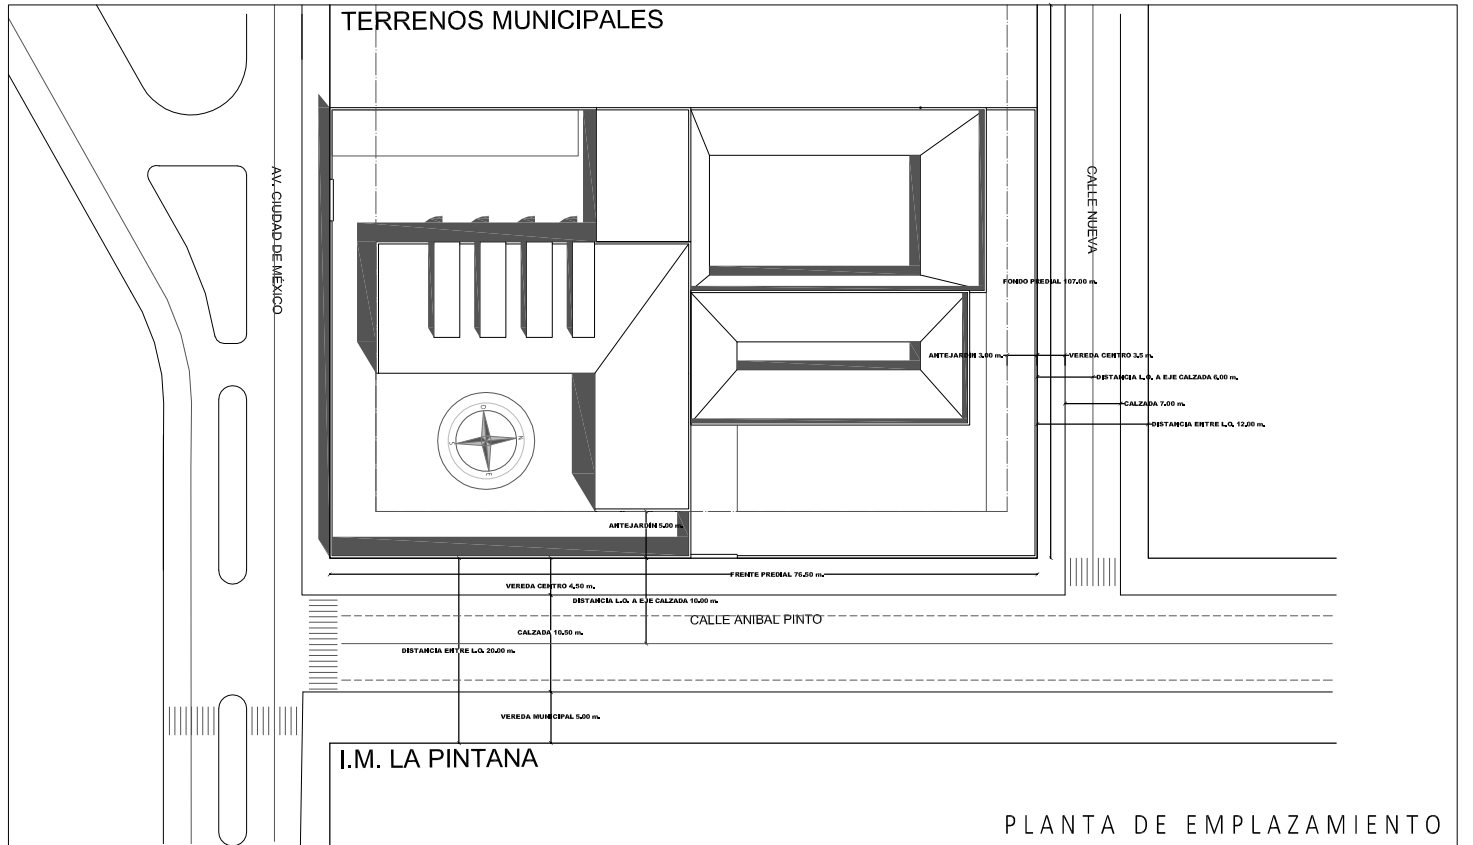 TERRENOS MUNICIPALES
AV. CIUDAD DE MÉXICO
CALLE NUEVA
FONDO PREDIAL 107.00 m.
ANTEJARDIN 3.00 m.
VEREDA CENTRO 3.5 m.
DISTANCIA L.O. A EJE CALZADA 6.00 m.
CALZADA 7.00 m.
DISTANCIA ENTRE L.O. 12.00 m.
O
N
S
E
ANTEJARDÍN 5.00 m.
FRENTE PREDIAL 76.50 m.
VEREDA CENTRO 4.50 m.
DISTANCIA L.O. A EJE CALZADA 10.00 m.
CALLE ANIBAL PINTO
CALZADA 10.50 m.
DISTANCIA ENTRE L.O. 20.00 m.
VEREDA MUNICIPAL 5.00 m.
I.M. LA PINTANA
PLANTA DE EMPLAZAMIENTO